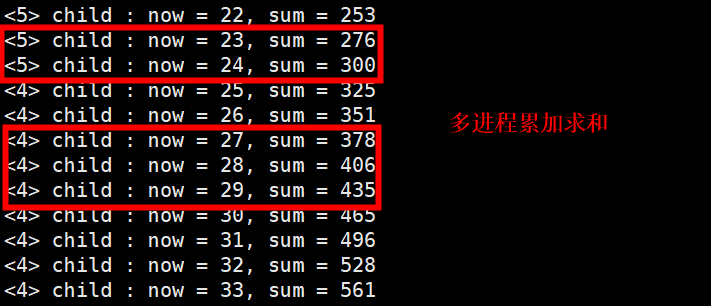 <5> child : now = 22, sum = 253
<5> child : now = 23, sum = 276
<5> child : now = 24, sum = 300
<4> child : now = 25, sum = 325
<4> child : now = 26, sum = 351
多进程累加求和
<4> child : now = 27, sum = 378
<4> child : now = 28, sum = 406
<4> child : now = 29, sum = 435
<4> child : now = 30, sum = 465
<4> child : now = 31, sum = 496
<4> child : now = 32, sum = 528
<4> child : now = 33, sum = 561